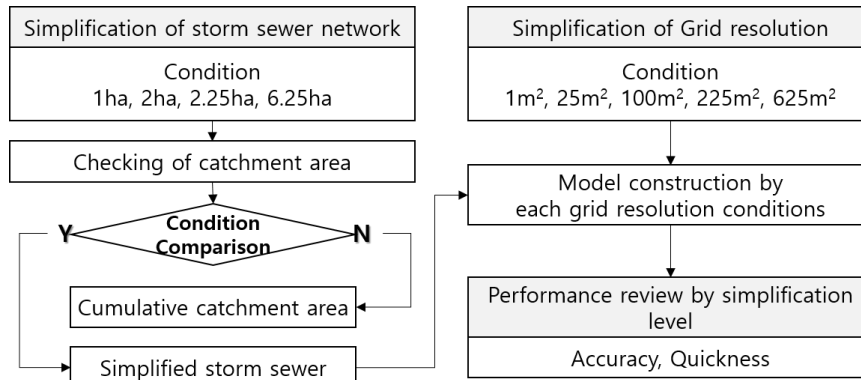 Simplification of storm sewer network
Condition
1ha, 2ha, 2.25ha, 6.25ha
Checking of catchment area
Condition
Comparison
Y
N
Cumulative catchment area
Simplified storm sewer
Simplification of Grid resolution
Condition
1m², 25m², 100m², 225m², 625m²
Model construction by
each grid resolution conditions
Performance review by simplification
level
Accuracy, Quickness